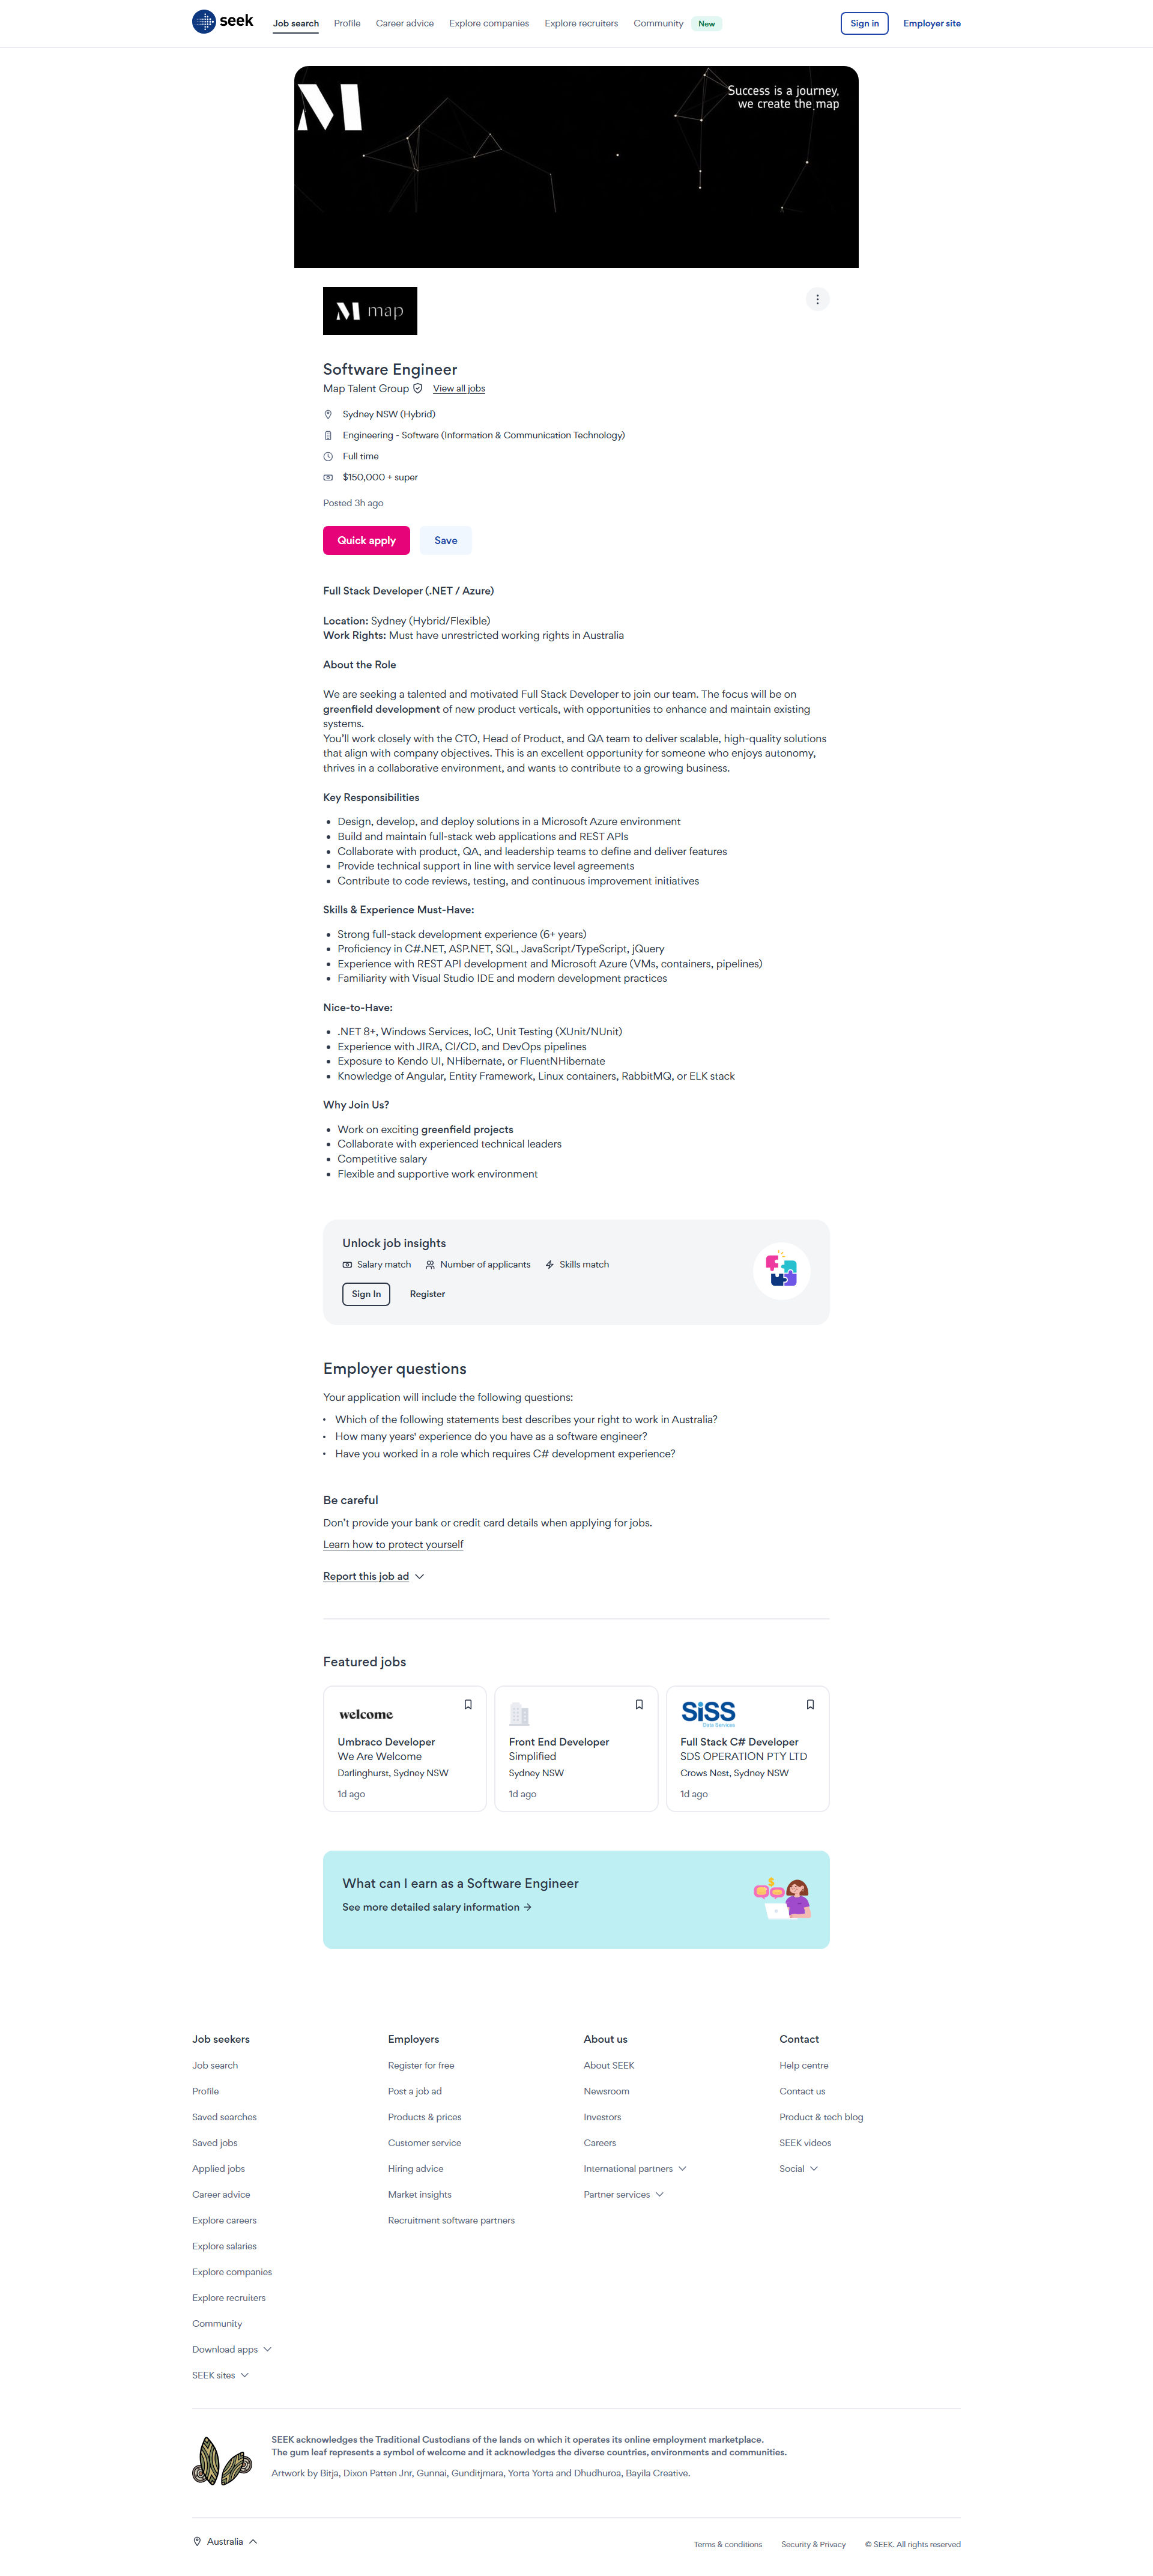 seek
Job search
Profile
Career advice
Explore companies
Explore recruiters
Community
New
Sign in
Employer site
M
Success is a journey,
we create the map
M map
Software Engineer
Map Talent Group
View all jobs
Sydney NSW (Hybrid)
Engineering - Software (Information & Communication Technology)
Full time
$150,000 + super
Posted 3h ago
Quick apply
Save
Full Stack Developer (.NET / Azure)
Location: Sydney (Hybrid/Flexible)
Work Rights: Must have unrestricted working rights in Australia
About the Role
We are seeking a talented and motivated Full Stack Developer to join our team. The focus will be on
greenfield development of new product verticals, with opportunities to enhance and maintain existing
systems.
You'll work closely with the CTO, Head of Product, and QA team to deliver scalable, high-quality solutions
that align with company objectives. This is an excellent opportunity for someone who enjoys autonomy,
thrives in a collaborative environment, and wants to contribute to a growing business.
Key Responsibilities
• Design, develop, and deploy solutions in a Microsoft Azure environment
• Build and maintain full-stack web applications and REST APIs
• Collaborate with product, QA, and leadership teams to define and deliver features
• Provide technical support in line with service level agreements
• Contribute to code reviews, testing, and continuous improvement initiatives
Skills & Experience Must-Have:
• Strong full-stack development experience (6+ years)
• Proficiency in C#.NET, ASP.NET, SQL, JavaScript/TypeScript, jQuery
• Experience with REST API development and Microsoft Azure (VMs, containers, pipelines)
• Familiarity with Visual Studio IDE and modern development practices
Nice-to-Have:
• .NET 8+, Windows Services, IoC, Unit Testing (XUnit/NUnit)
• Experience with JIRA, CI/CD, and DevOps pipelines
• Exposure to Kendo UI, NHibernate, or FluentNHibernate
• Knowledge of Angular, Entity Framework, Linux containers, RabbitMQ, or ELK stack
Why Join Us?
• Work on exciting greenfield projects
• Collaborate with experienced technical leaders
• Competitive salary
• Flexible and supportive work environment
Unlock job insights
Salary match
Number of applicants
Skills match
Sign In
Register
Employer questions
Your application will include the following questions:
• Which of the following statements best describes your right to work in Australia?
• How many years' experience do you have as a software engineer?
• Have you worked in a role which requires C# development experience?
Be careful
Don't provide your bank or credit card details when applying for jobs.
Learn how to protect yourself
Report this job ad
Featured jobs
welcome
Umbraco Developer
We Are Welcome
Darlinghurst, Sydney NSW
1d ago
Front End Developer
Simplified
Sydney NSW
1d ago
SiSS
Data Services
Full Stack C# Developer
SDS OPERATION PTY LTD
Crows Nest, Sydney NSW
1d ago
What can I earn as a Software Engineer
See more detailed salary information
Job seekers
Job search
Profile
Saved searches
Saved jobs
Applied jobs
Career advice
Explore careers
Explore salaries
Explore companies
Explore recruiters
Community
Download apps
SEEK sites
Employers
Register for free
Post a job ad
Products & prices
Customer service
Hiring advice
Market insights
Recruitment software partners
About us
About SEEK
Newsroom
Investors
Careers
International partners
Partner services
Contact
Help centre
Contact us
Product & tech blog
SEEK videos
Social
SEEK acknowledges the Traditional Custodians of the lands on which it operates its online employment marketplace.
The gum leaf represents a symbol of welcome and it acknowledges the diverse countries, environments and communities.
Artwork by Bitja, Dixon Patten Jnr, Gunnai, Gunditjmara, Yorta Yorta and Dhudhuroa, Bayila Creative.
Australia
Terms & conditions
Security & Privacy
© SEEK. All rights reserved